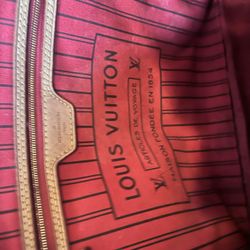 LOUIS VUITTON
ARTICLES DE VOYAGE
MAISON FONDÉE EN 1854